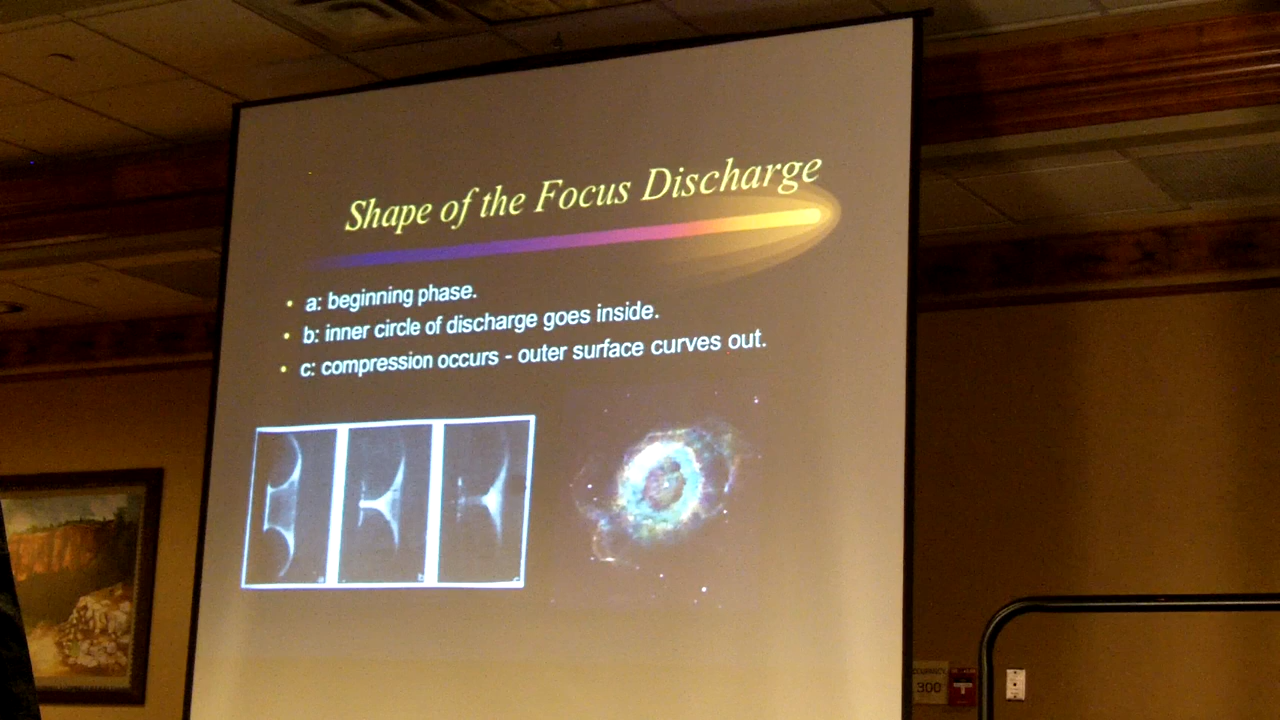 Shape of the Focus Discharge
• a: beginning phase.
• b: inner circle of discharge goes inside.
• c: compression occurs - outer surface curves out.
300